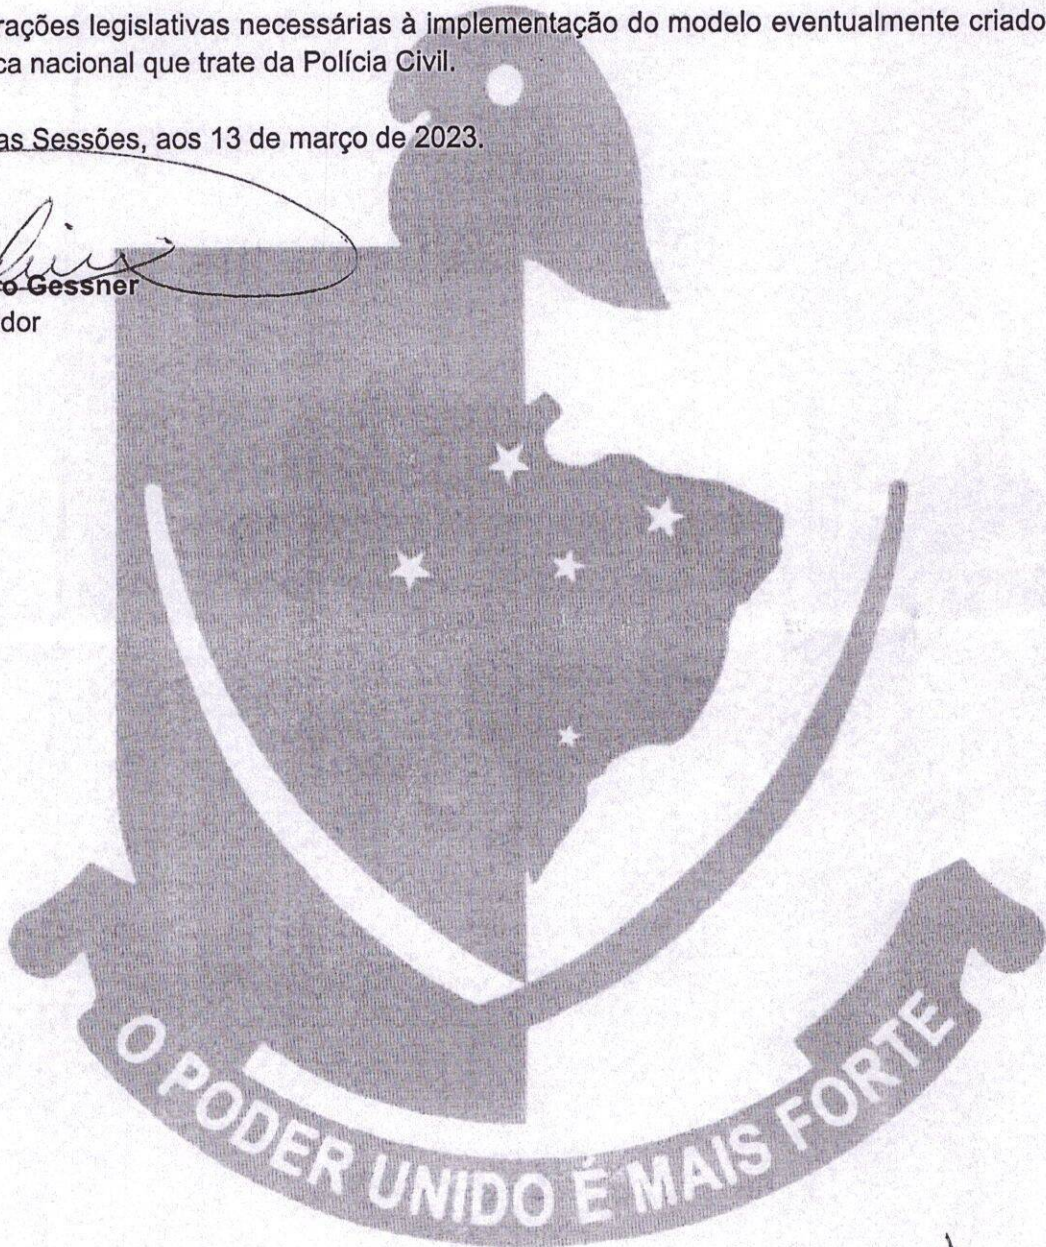 rações legislativas necessárias à implementação do modelo eventualmente criado
ca nacional que trate da Polícia Civil.
as Sessões, aos 13 de março de 2023.
ro Gessner
dor
O PODER UNIDO É MAIS FORTE